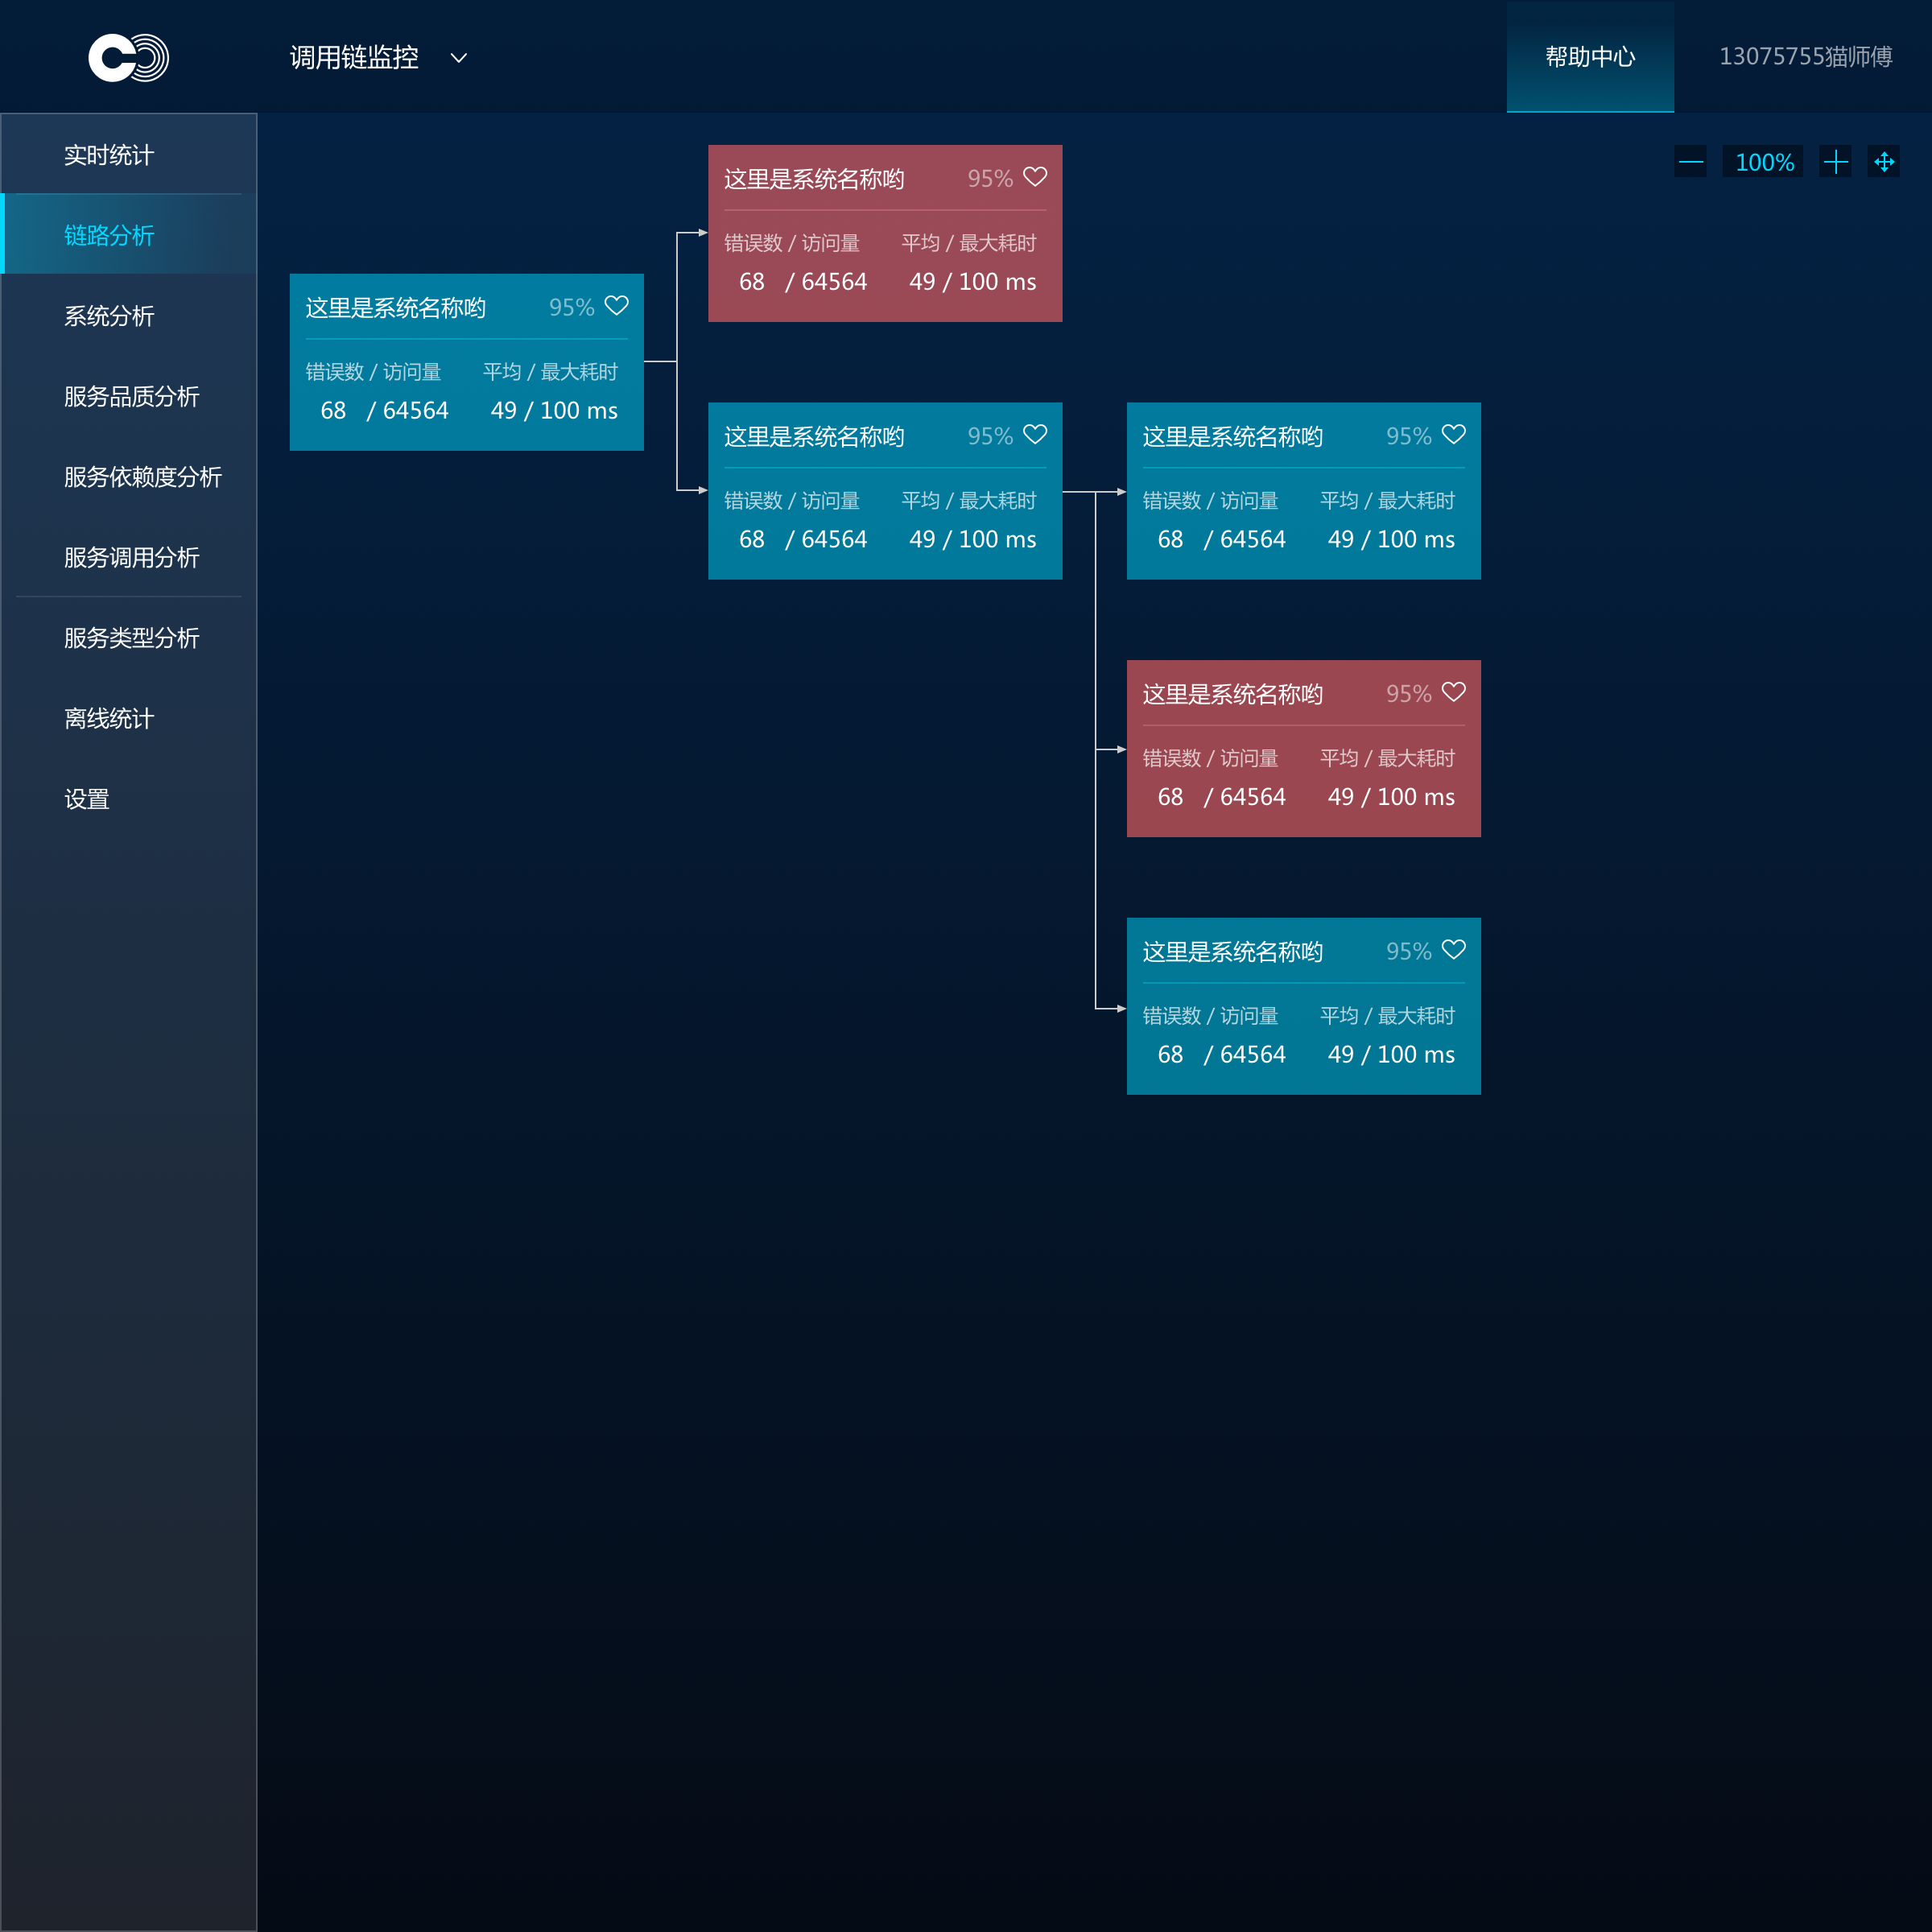 调用链监控
帮助中心
13075755猫师傅
实时统计
链路分析
系统分析
服务品质分析
服务依赖度分析
服务调用分析
服务类型分析
离线统计
设置
100%
这里是系统名称哟 95%
错误数 / 访问量 平均 / 最大耗时
68 / 64564 49 / 100 ms
这里是系统名称哟 95%
错误数 / 访问量 平均 / 最大耗时
68 / 64564 49 / 100 ms
这里是系统名称哟 95%
错误数 / 访问量 平均 / 最大耗时
68 / 64564 49 / 100 ms
这里是系统名称哟 95%
错误数 / 访问量 平均 / 最大耗时
68 / 64564 49 / 100 ms
这里是系统名称哟 95%
错误数 / 访问量 平均 / 最大耗时
68 / 64564 49 / 100 ms
这里是系统名称哟 95%
错误数 / 访问量 平均 / 最大耗时
68 / 64564 49 / 100 ms